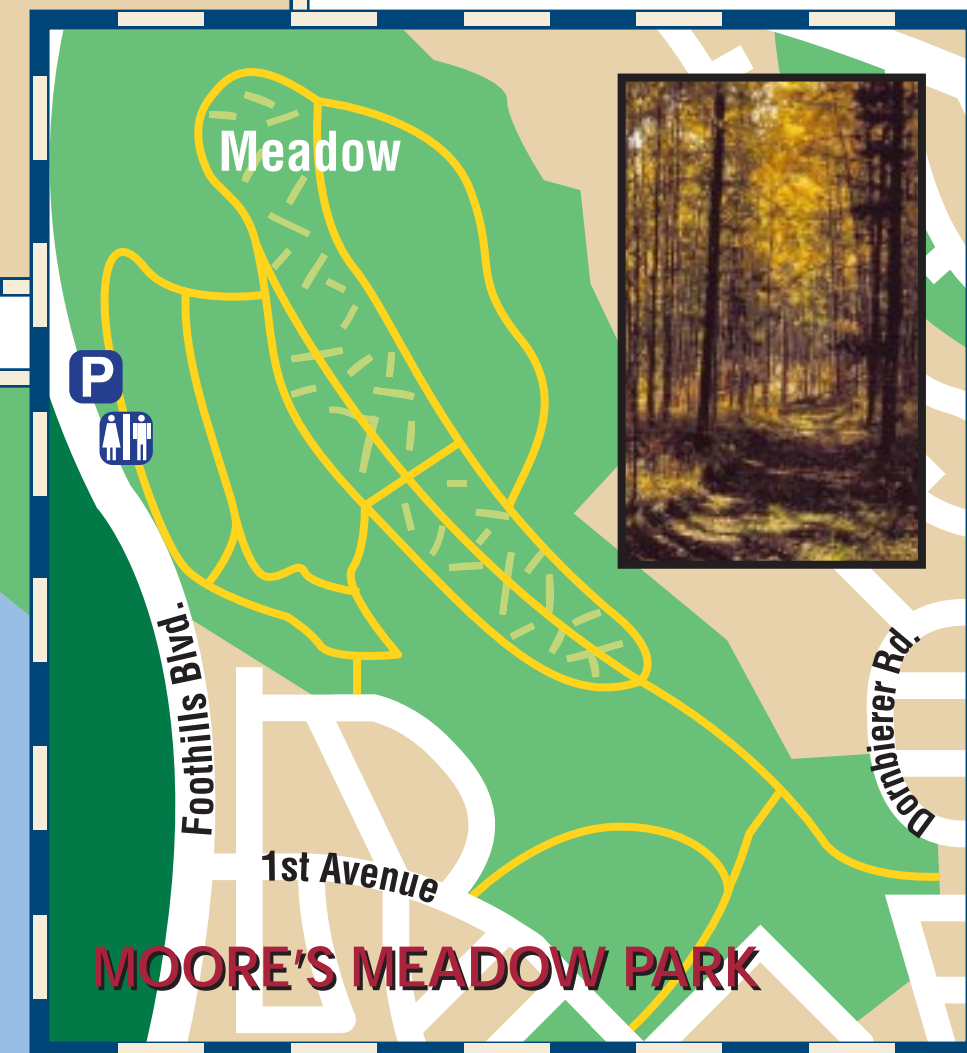 Meadow
P
Foothills Blvd.
Dornbierer Rd.
1st Avenue
MOORE'S MEADOW PARK